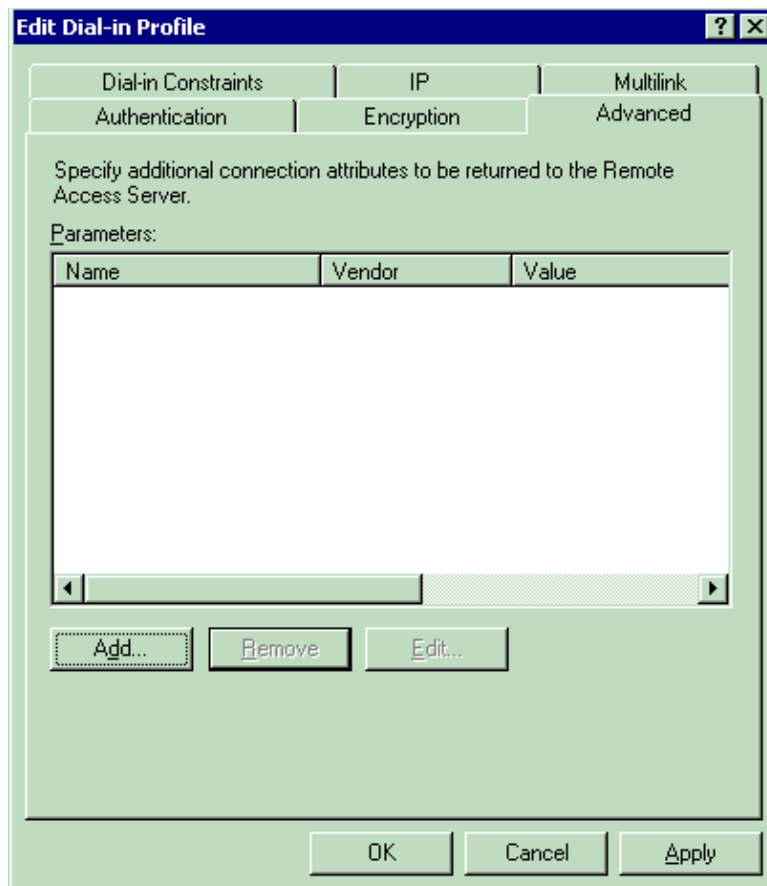 Edit Dial-in Profile
Dial-in Constraints IP Multilink
Authentication Encryption Advanced
Specify additional connection attributes to be returned to the Remote
Access Server.
Parameters:
Name Vendor Value
Add... Remove Edit...
OK Cancel Apply